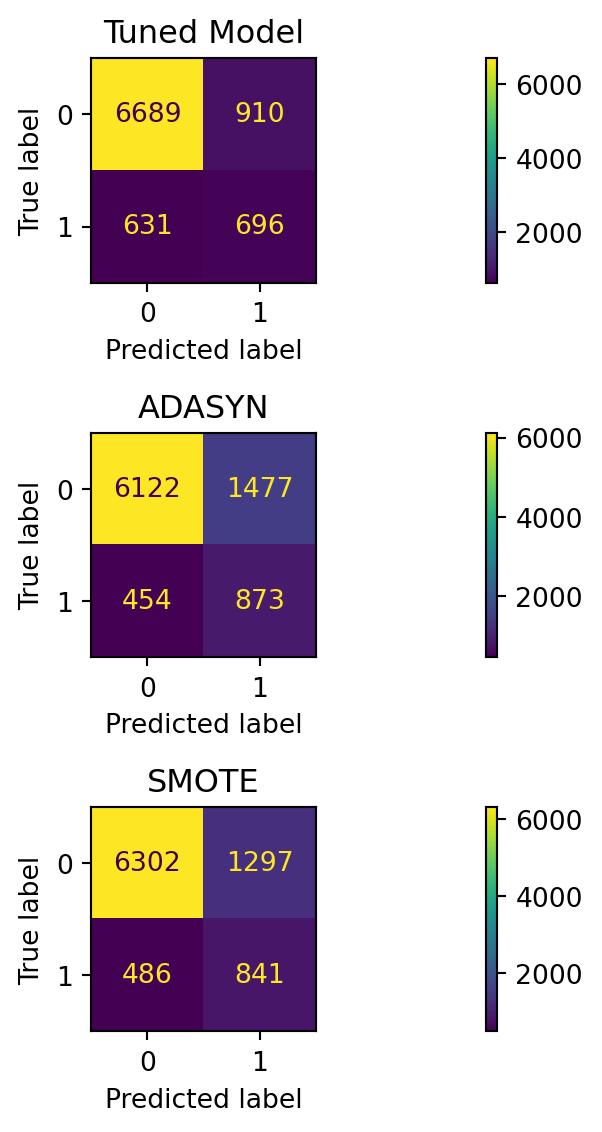 Tuned Model
True label
0
6689 910
1
631 696
0 1
Predicted label
6000
4000
2000
ADASYN
True label
0
6122 1477
1
454 873
0 1
Predicted label
6000
4000
2000
SMOTE
True label
0
6302 1297
1
486 841
0 1
Predicted label
6000
4000
2000